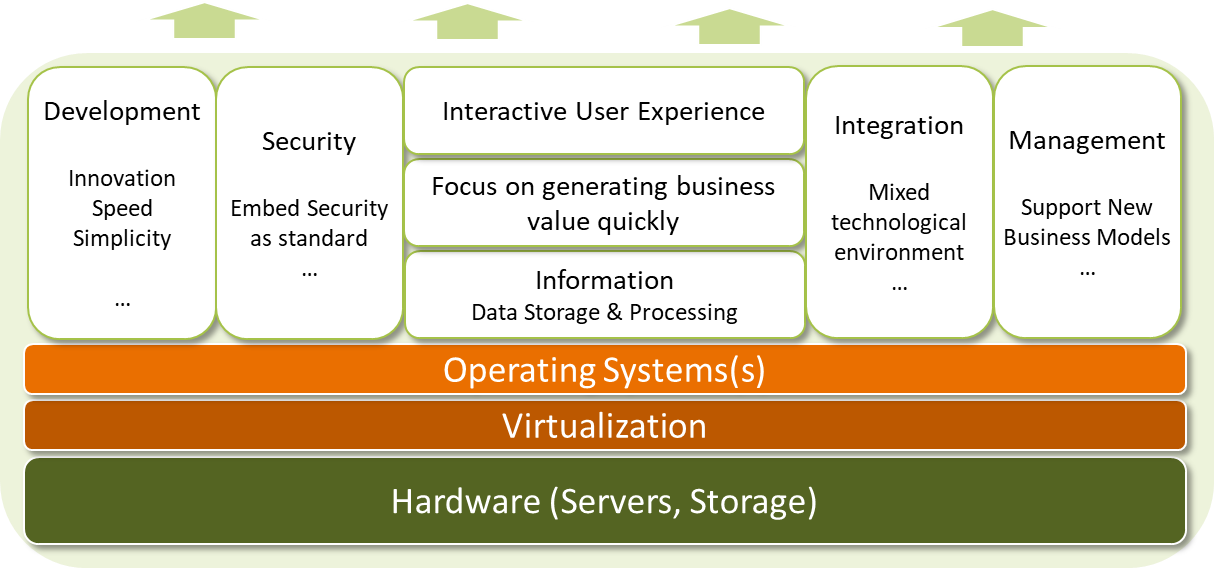 Development
Innovation
Speed
Simplicity
...
Security
Embed Security
as standard
...
Interactive User Experience
Focus on generating business
value quickly
Information
Data Storage & Processing
Integration
Mixed
technological
environment
...
Management
Support New
Business Models
...
Operating Systems(s)
Virtualization
Hardware (Servers, Storage)